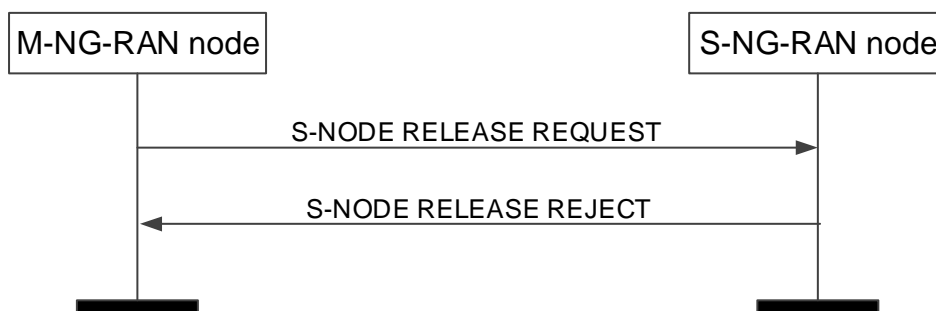 M-NG-RAN node
S-NG-RAN node
S-NODE RELEASE REQUEST
S-NODE RELEASE REJECT